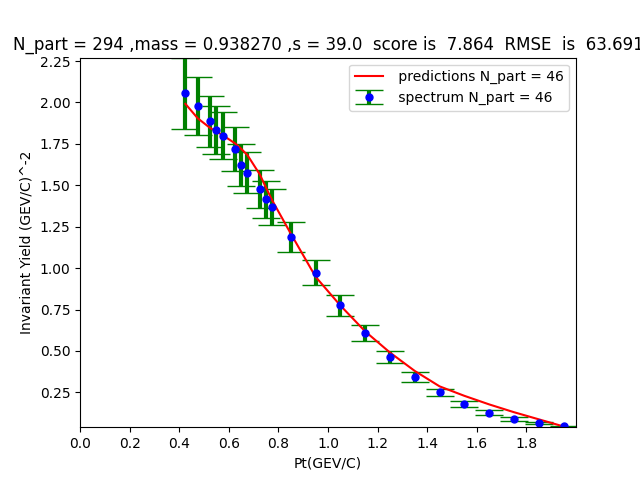 N_part = 294 ,mass = 0.938270 ,s = 39.0  score is  7.864  RMSE  is  63.691
2.25
2.00
1.75
1.50
1.25
1.00
0.75
0.50
0.25
Invariant Yield (GEV/C)^-2
predictions N_part = 46
spectrum N_part = 46
0.0 0.2 0.4 0.6 0.8 1.0 1.2 1.4 1.6 1.8
Pt(GEV/C)